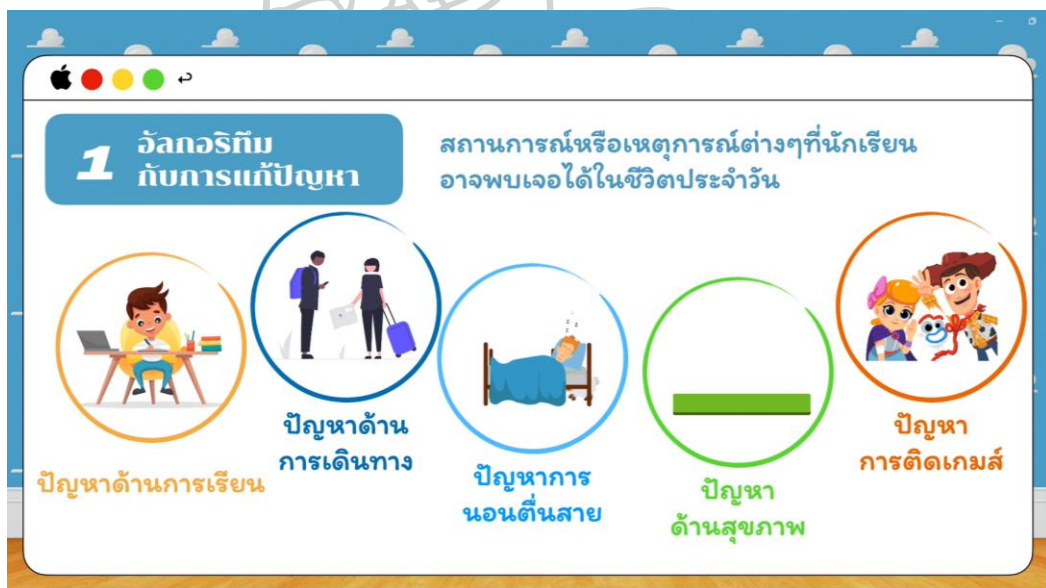 1
อัลกอริทึม
กับการแก้ปัญหา
สถานการณ์หรือเหตุการณ์ต่างๆที่นักเรียน
อาจพบเจอได้ในชีวิตประจำวัน
ปัญหาด้านการเรียน
ปัญหาด้าน
การเดินทาง
z z z
ปัญหาการ
นอนตื่นสาย
ปัญหา
ด้านสุขภาพ
ปัญหา
การติดเกมส์